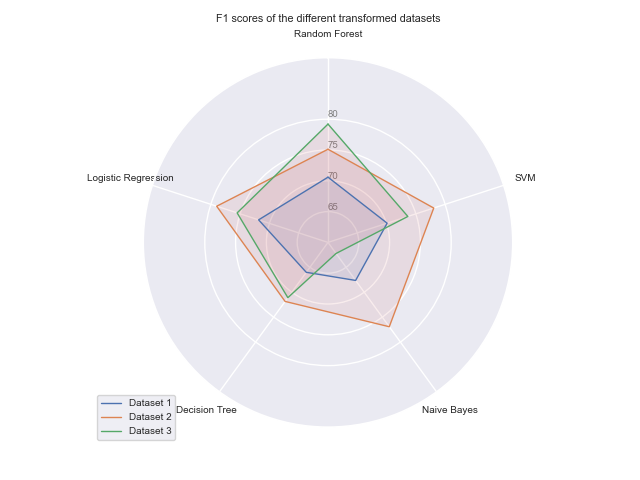 F1 scores of the different transformed datasets
Random Forest
80
75
70
65
Logistic Regression
SVM
Decision Tree
Naive Bayes
Dataset 1
Dataset 2
Dataset 3